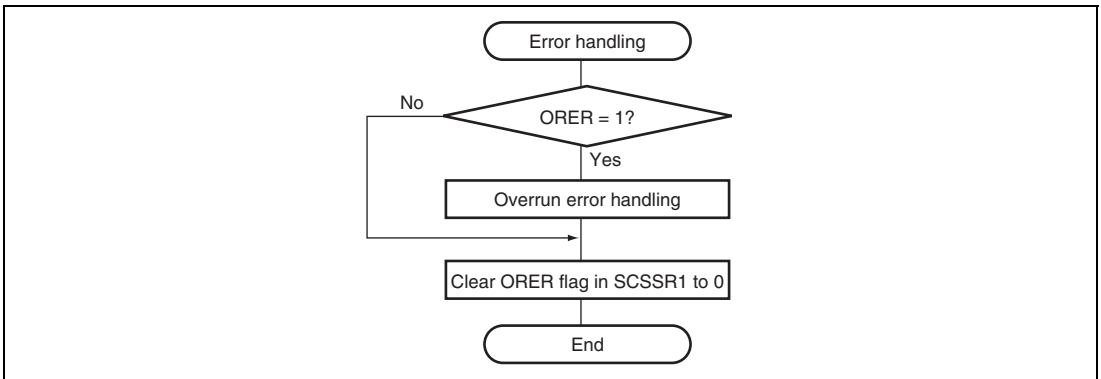 Error handling
No
ORER = 1?
Yes
Overrun error handling
Clear ORER flag in SCSSR1 to 0
End